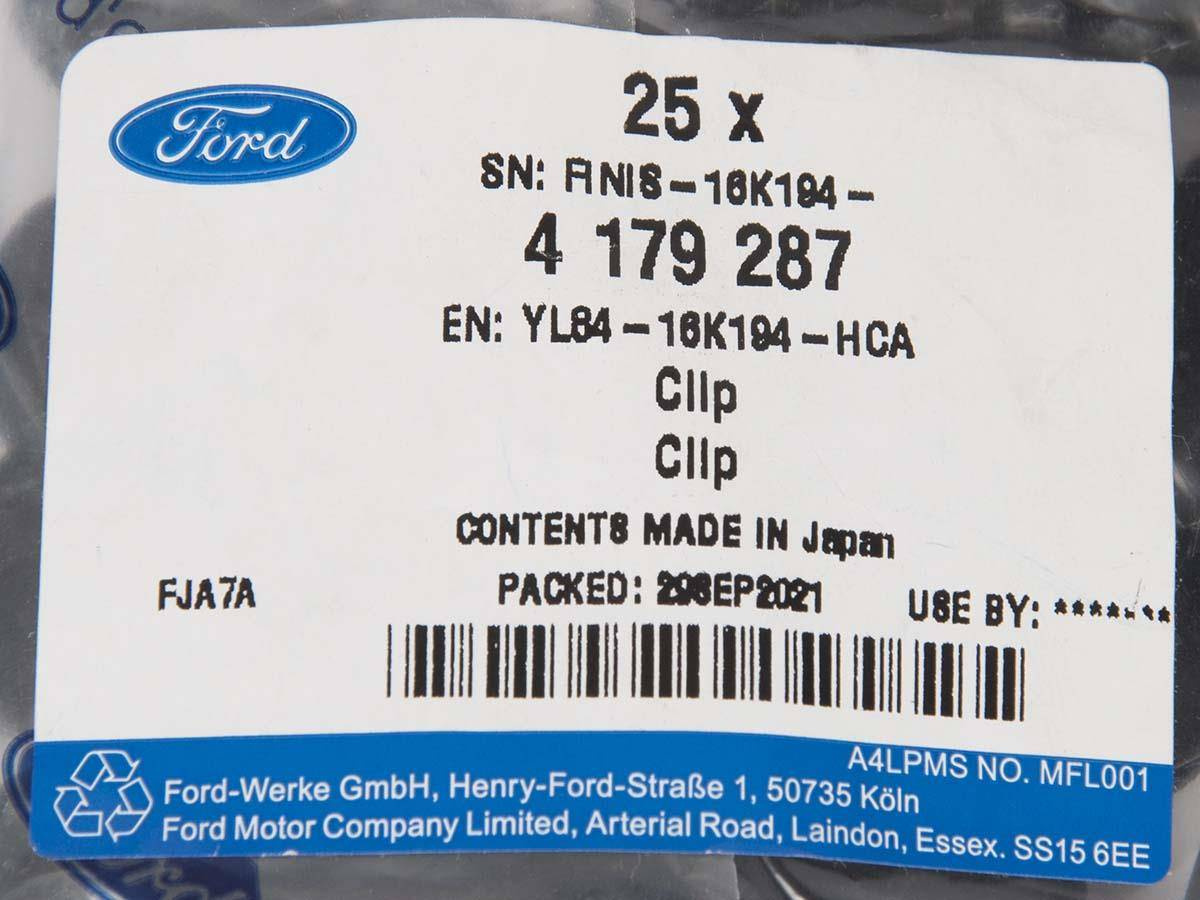 Ford
25 x
SN: FINIS-16K194-
4 179 287
EN: YL84-16K194-HCA
Clip
Clip
CONTENTS MADE IN Japan
FJA7A
PACKED: 29SEP2021
USE BY: *******
A4LPMS NO. MFL001
Ford-Werke GmbH, Henry-Ford-Straße 1, 50735 Köln
Ford Motor Company Limited, Arterial Road, Laindon, Essex. SS15 6EE